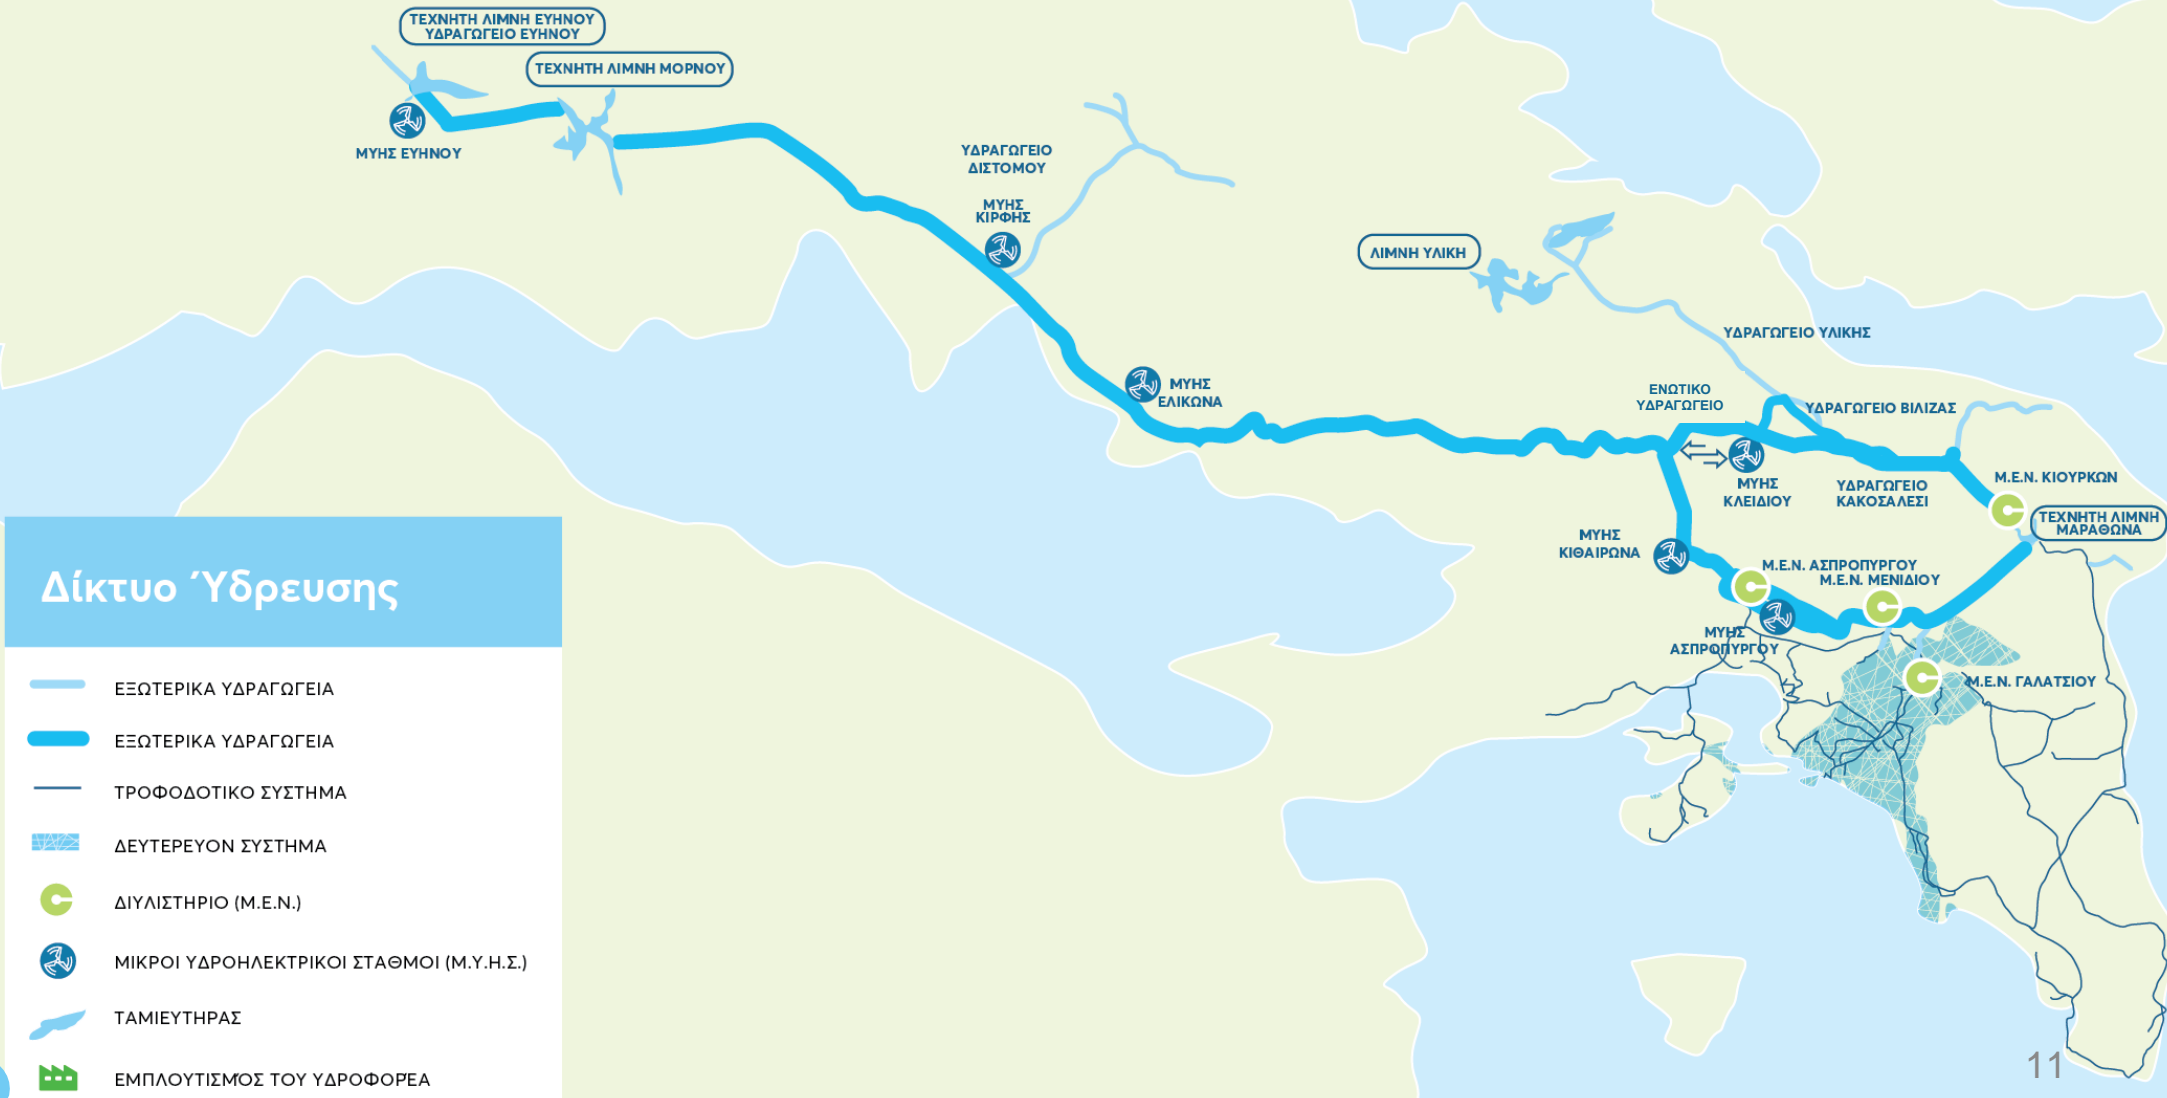 ΤΕΧΝΗΤΗ ΛΙΜΝΗ ΕΥΗΝΟΥ
ΥΔΡΑΓΩΓΕΙΟ ΕΥΗΝΟΥ
ΤΕΧΝΗΤΗ ΛΙΜΝΗ ΜΟΡΝΟΥ
ΜΥΗΣ ΕΥΗΝΟΥ
ΥΔΡΑΓΩΓΕΙΟ
ΔΙΣΤΟΜΟΥ
ΜΥΗΣ
ΚΙΡΦΗΣ
ΛΙΜΝΗ ΥΛΙΚΗ
ΥΔΡΑΓΩΓΕΙΟ ΥΛΙΚΗΣ
ΜΥΗΣ
ΕΛΙΚΩΝΑ
ΕΝΩΤΙΚΟ
ΥΔΡΑΓΩΓΕΙΟ
ΥΔΡΑΓΩΓΕΙΟ ΒΙΛΙΖΑΣ
ΜΥΗΣ
ΚΛΕΙΔΙΟΥ
ΥΔΡΑΓΩΓΕΙΟ
ΚΑΚΟΣΑΛΕΣΙ
Μ.Ε.Ν. ΚΙΟΥΡΚΩΝ
ΤΕΧΝΗΤΗ ΛΙΜΝΗ
ΜΑΡΑΘΩΝΑ
ΜΥΗΣ
ΚΙΘΑΙΡΩΝΑ
Μ.Ε.Ν. ΑΣΠΡΟΠΥΡΓΟΥ
Μ.Ε.Ν. ΜΕΝΙΔΙΟΥ
ΜΥΗΣ
ΑΣΠΡΟΠΥΡΓΟΥ
Μ.Ε.Ν. ΓΑΛΑΤΣΙΟΥ
Δίκτυο Ύδρευσης
ΕΞΩΤΕΡΙΚΑ ΥΔΡΑΓΩΓΕΙΑ
ΕΞΩΤΕΡΙΚΑ ΥΔΡΑΓΩΓΕΙΑ
ΤΡΟΦΟΔΟΤΙΚΟ ΣΥΣΤΗΜΑ
ΔΕΥΤΕΡΕΥΟΝ ΣΥΣΤΗΜΑ
ΔΙΥΛΙΣΤΗΡΙΟ (Μ.Ε.Ν.)
ΜΙΚΡΟΙ ΥΔΡΟΗΛΕΚΤΡΙΚΟΙ ΣΤΑΘΜΟΙ (Μ.Υ.Η.Σ.)
ΤΑΜΙΕΥΤΗΡΑΣ
ΕΜΠΛΟΥΤΙΣΜΌΣ ΤΟΥ ΥΔΡΟΦΟΡΈΑ
11